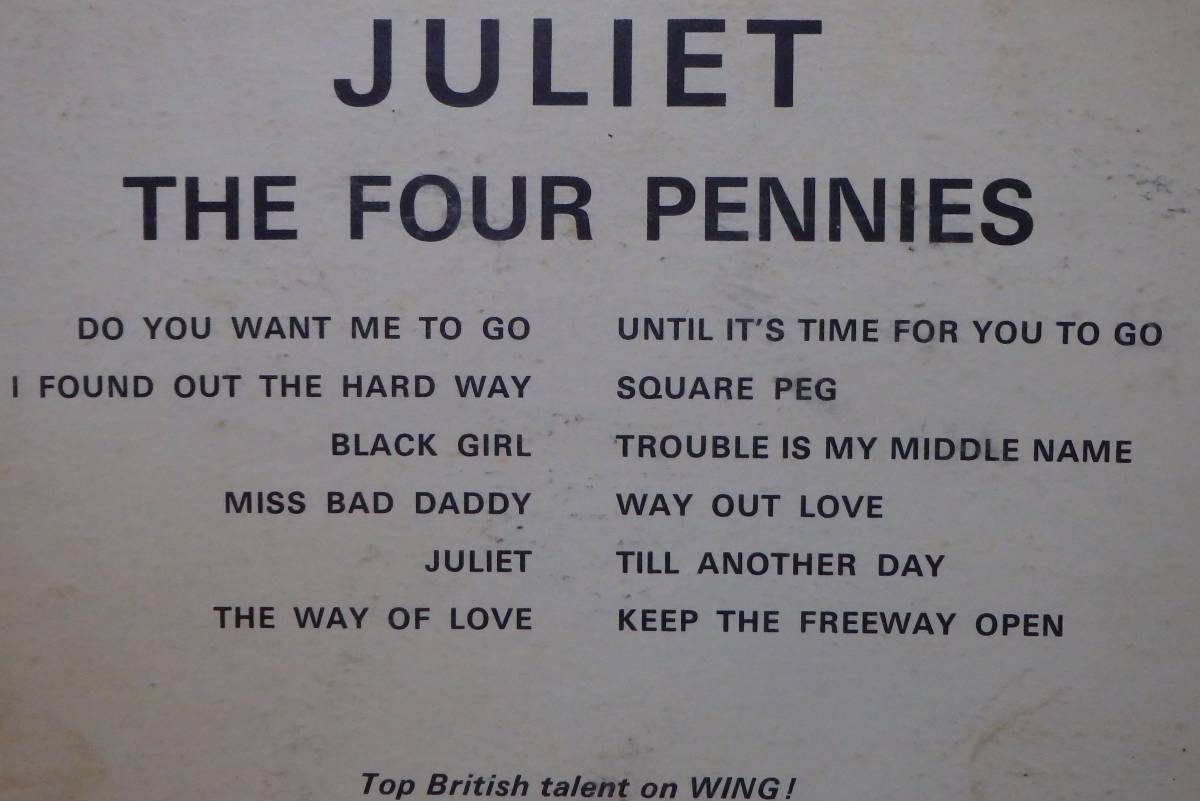 JULIET
THE FOUR PENNIES
DO YOU WANT ME TO GO
I FOUND OUT THE HARD WAY
BLACK GIRL
MISS BAD DADDY
JULIET
THE WAY OF LOVE
UNTIL IT'S TIME FOR YOU TO GO
SQUARE PEG
TROUBLE IS MY MIDDLE NAME
WAY OUT LOVE
TILL ANOTHER DAY
KEEP THE FREEWAY OPEN
Top British talent on WING!